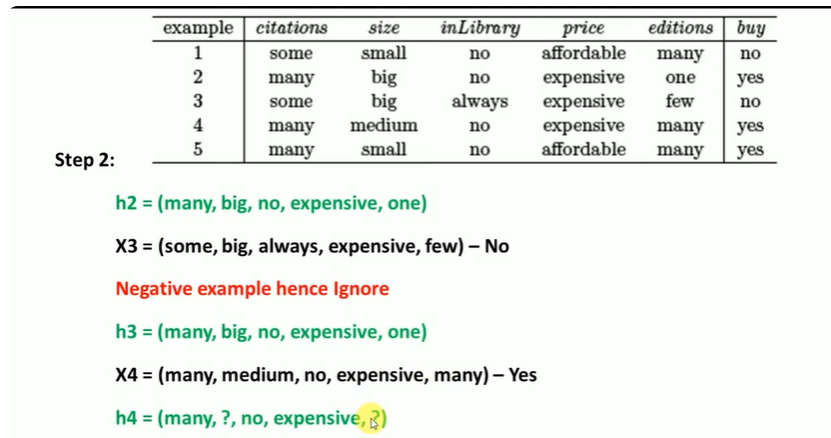 example citations size inLibrary price editions buy
1 some small no affordable many no
2 many big no expensive one yes
3 some big always expensive few no
4 many medium no expensive many yes
5 many small no affordable many yes
Step 2:
h2 = (many, big, no, expensive, one)
X3 = (some, big, always, expensive, few) – No
Negative example hence Ignore
h3 = (many, big, no, expensive, one)
X4 = (many, medium, no, expensive, many) – Yes
h4 = (many, ?, no, expensive, ?)